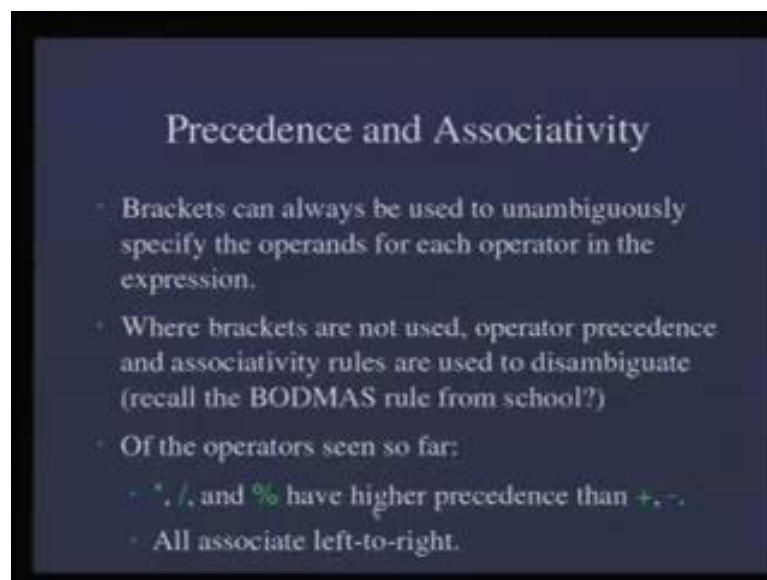 Precedence and Associativity
Brackets can always be used to unambiguously
specify the operands for each operator in the
expression.
Where brackets are not used, operator precedence
and associativity rules are used to disambiguate
(recall the BODMAS rule from school?)
Of the operators seen so far:
*, /, and % have higher precedence than +, -.
All associate left-to-right.